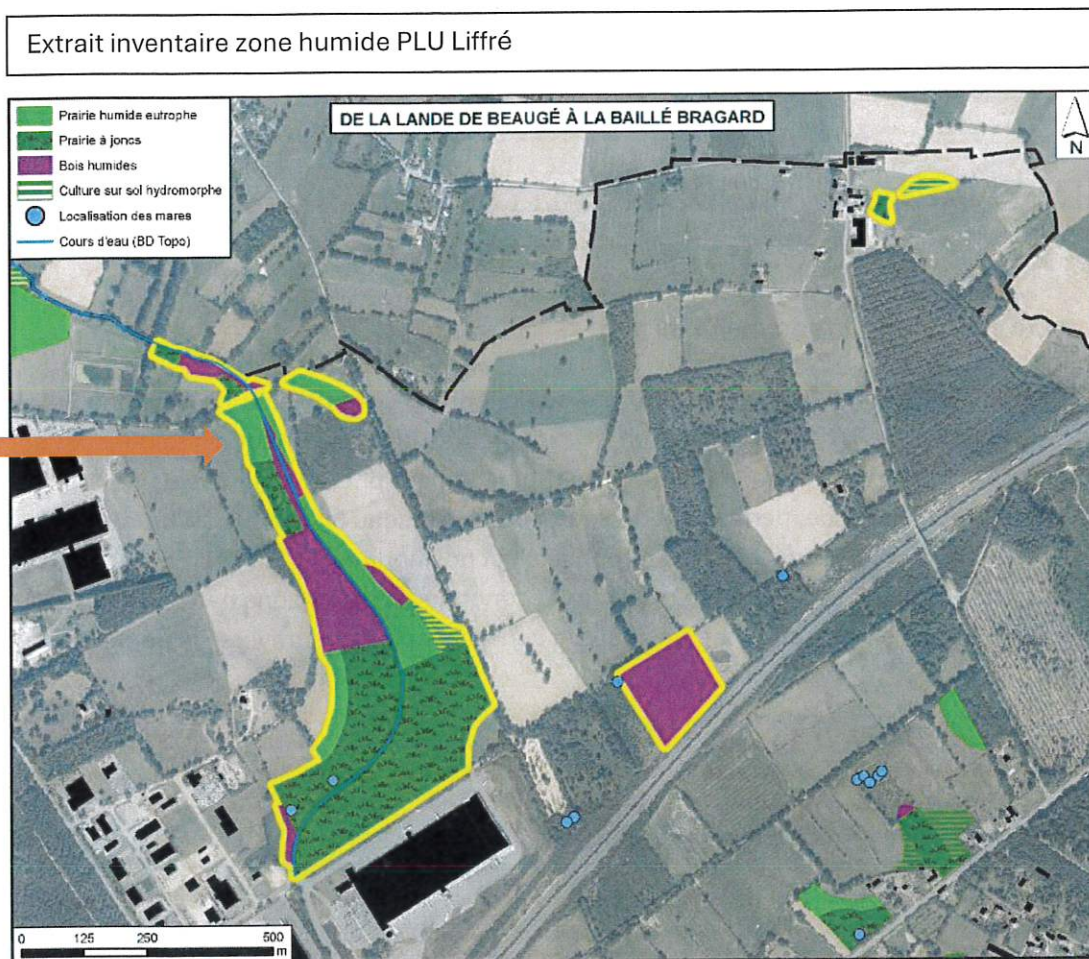 Extrait inventaire zone humide PLU Liffré
DE LA LANDE DE BEAUGÉ À LA BAILLÉ BRAGARD
Prairie humide eutrophe
Prairie à joncs
Bois humides
Culture sur sol hydromorphe
Localisation des mares
Cours d'eau (BD Topo)
N
0 125 250 500
m